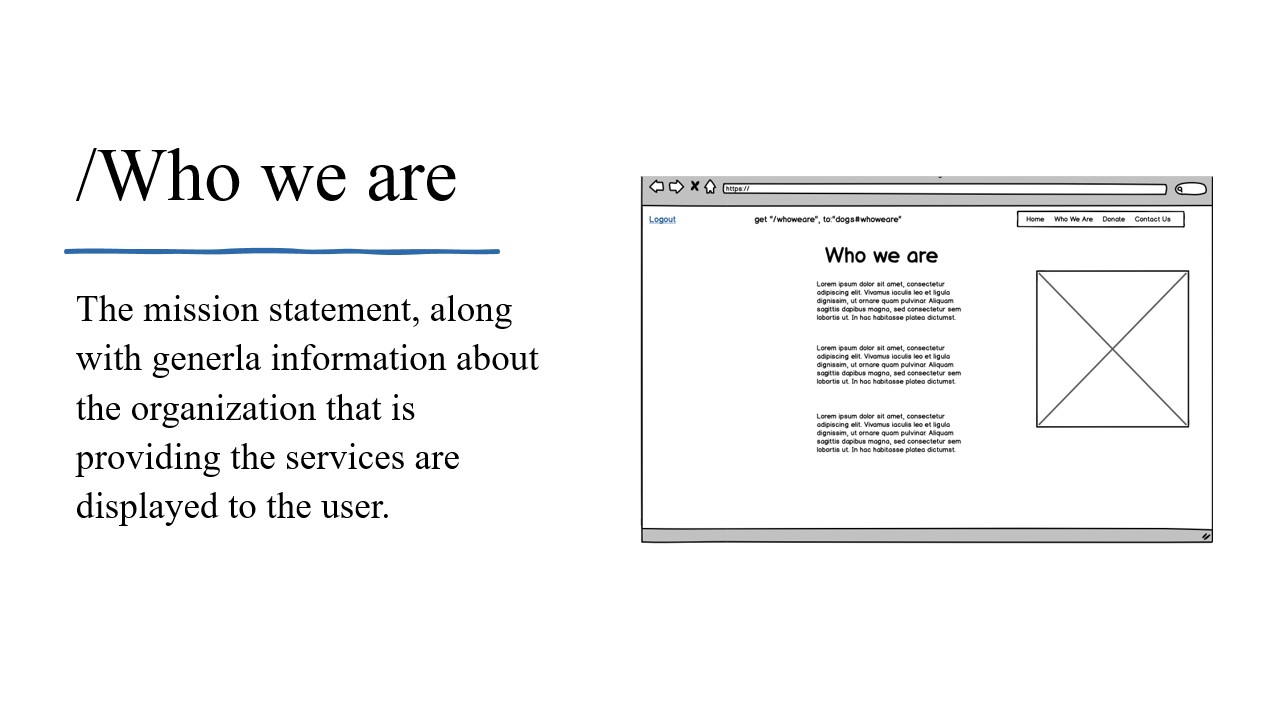 /Who we are
The mission statement, along
with generla information about
the organization that is
providing the services are
displayed to the user.
https://
Logout
get "/whoweare", to:"dogs#whoweare"
Home Who We Are Donate Contact Us
Who we are
Lorem ipsum dolor sit amet, consectetur
adipiscing elit. Vivamus iaculis leo et ligula
dignissim, ut ornare quam pulvinar. Aliquam
sagittis dapibus magna, sed consectetur sem
lobortis ut. In hac habitasse platea dictumst.
Lorem ipsum dolor sit amet, consectetur
adipiscing elit. Vivamus iaculis leo et ligula
dignissim, ut ornare quam pulvinar. Aliquam
sagittis dapibus magna, sed consectetur sem
lobortis ut. In hac habitasse platea dictumst.
Lorem ipsum dolor sit amet, consectetur
adipiscing elit. Vivamus iaculis leo et ligula
dignissim, ut ornare quam pulvinar. Aliquam
sagittis dapibus magna, sed consectetur sem
lobortis ut. In hac habitasse platea dictumst.